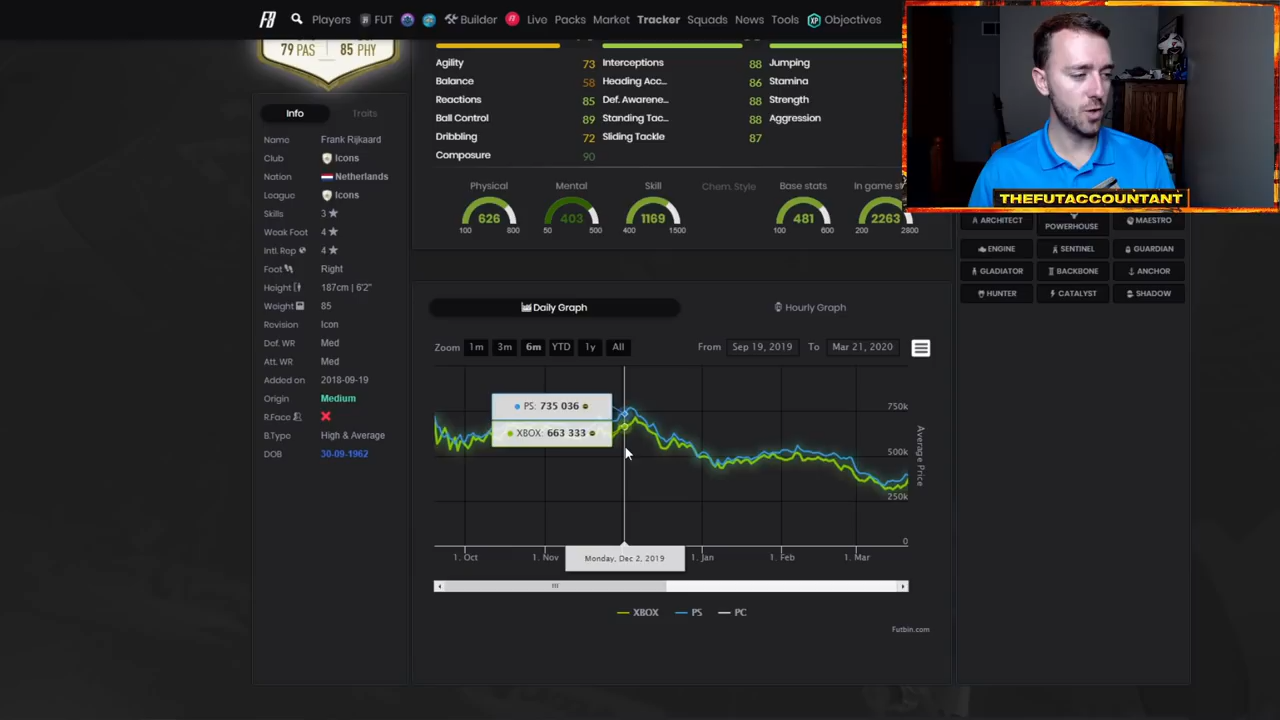 Players FUT Builder Live Packs Market Tracker Squads News Tools XP Objectives
79 PAS 85 PHY
Info Traits
Name Frank Rijkaard
Club Icons
Nation Netherlands
League Icons
Skills 3
Weak Foot 4
Intl.Rep 4
Foot Right
Height 187cm | 6'2"
Weight 85
Revision Icon
Def. WR Med
Att. WR Med
Added on 2018-09-19
Origin Medium
R.Face
B.Type High & Average
DOB 30-09-1962
Agility 73 Interceptions 88 Jumping
Balance 58 Heading Acc... 86 Stamina
Reactions 85 Def. Awarene... 88 Strength
Ball Control 89 Standing Tac... 88 Aggression
Dribbling 72 Sliding Tackle 87
Composure 90
Physical Mental Skill Chem. Style Base stats In game s
626 403 1169 481 2263
100 800 50 500 400 1500 60 600 2800
THEFUTACCOUNTANT
ARCHITECT POWERHOUSE MAESTRO
ENGINE SENTINEL GUARDIAN
GLADIATOR BACKBONE ANCHOR
HUNTER CATALYST SHADOW
Daily Graph Hourly Graph
Zoom 1m 3m 6m YTD 1y All From Sep 19, 2019 To Mar 21, 2020
PS: 735 036
XBOX: 663 333
750k
500k
250k
0
Average Price
1. Oct 1. Nov 1. Jan 1. Feb 1. Mar
Monday, Dec 2, 2019
XBOX PS PC
Futbin.com